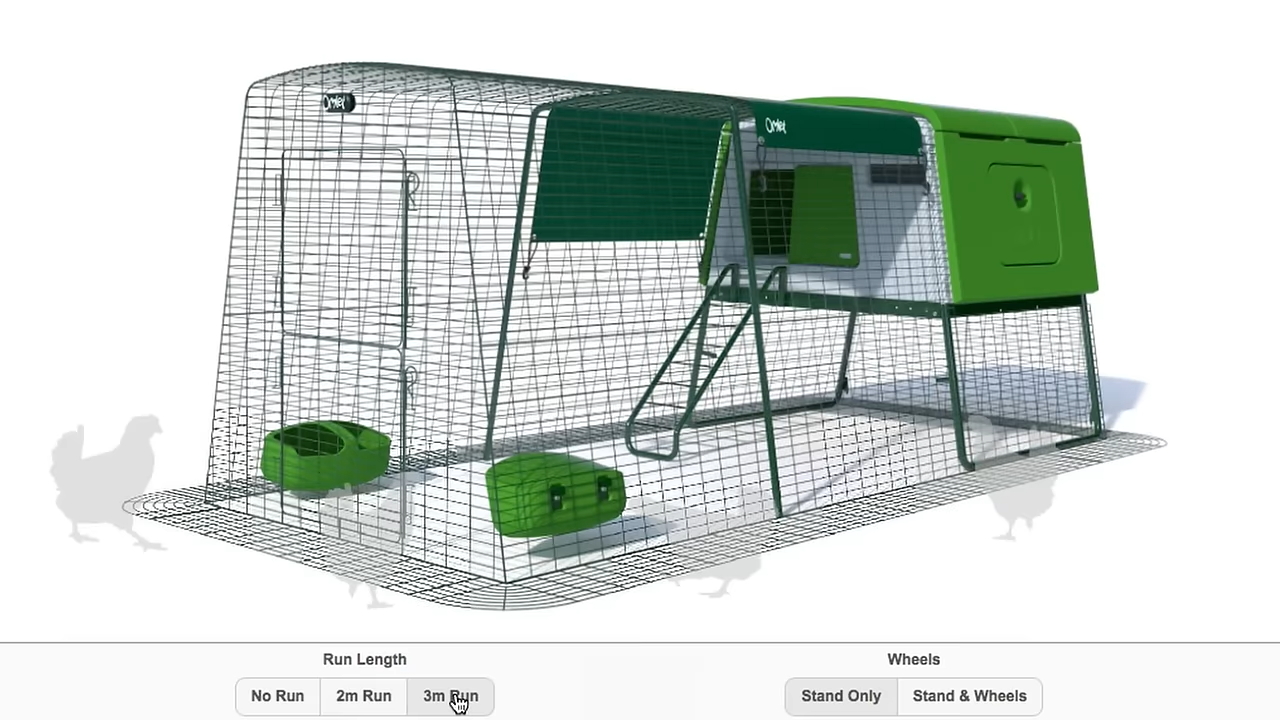 Omlet
Omlet
Run Length
Wheels
No Run
2m Run
3m Run
Stand Only
Stand & Wheels